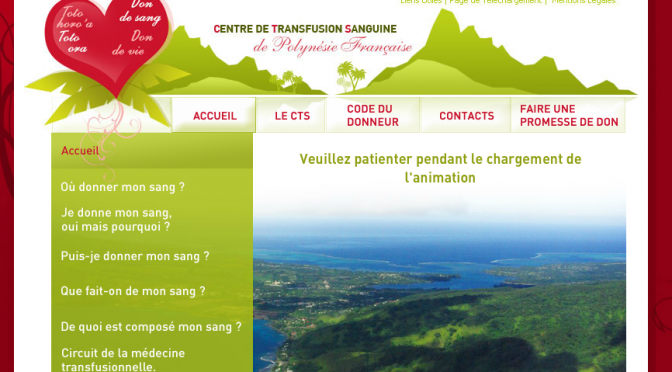 Liens Utiles | Page de Téléchargement | Mentions Légales
Toto
horo'a
Toto
ora
Don
de sang
Don
de vie
CENTRE DE TRANSFUSION SANGUINE
de Polynésie Française
ACCUEIL
LE CTS
CODE DU
DONNEUR
CONTACTS
FAIRE UNE
PROMESSE DE DON
Accueil
Où donner mon sang ?
Je donne mon sang,
oui mais pourquoi ?
Puis-je donner mon sang ?
Que fait-on de mon sang ?
De quoi est composé mon sang ?
Circuit de la médecine
transfusionnelle.
Veuillez patienter pendant le chargement de
l'animation